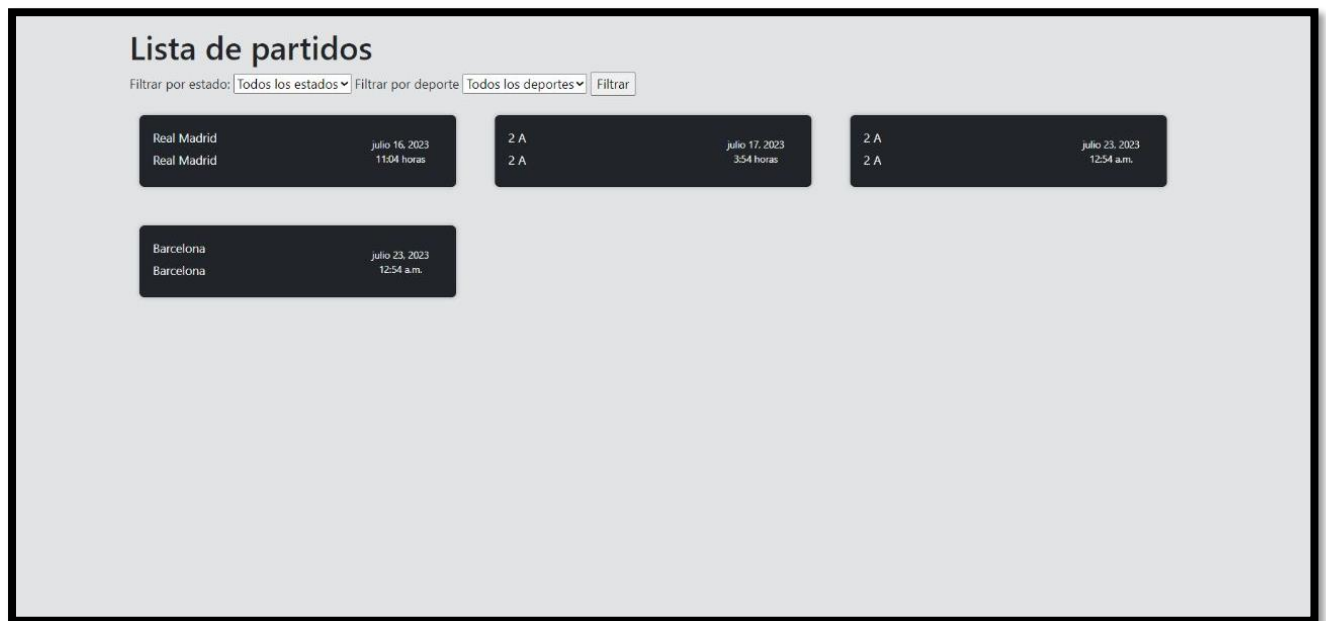 Lista de partidos
Filtrar por estado: Todos los estados Filtrar por deporte Todos los deportes Filtrar
Real Madrid
Real Madrid
julio 16, 2023
11:04 horas
2 A
2 A
julio 17, 2023
3:54 horas
2 A
2 A
julio 23, 2023
12:54 a.m.
Barcelona
Barcelona
julio 23, 2023
12:54 a.m.